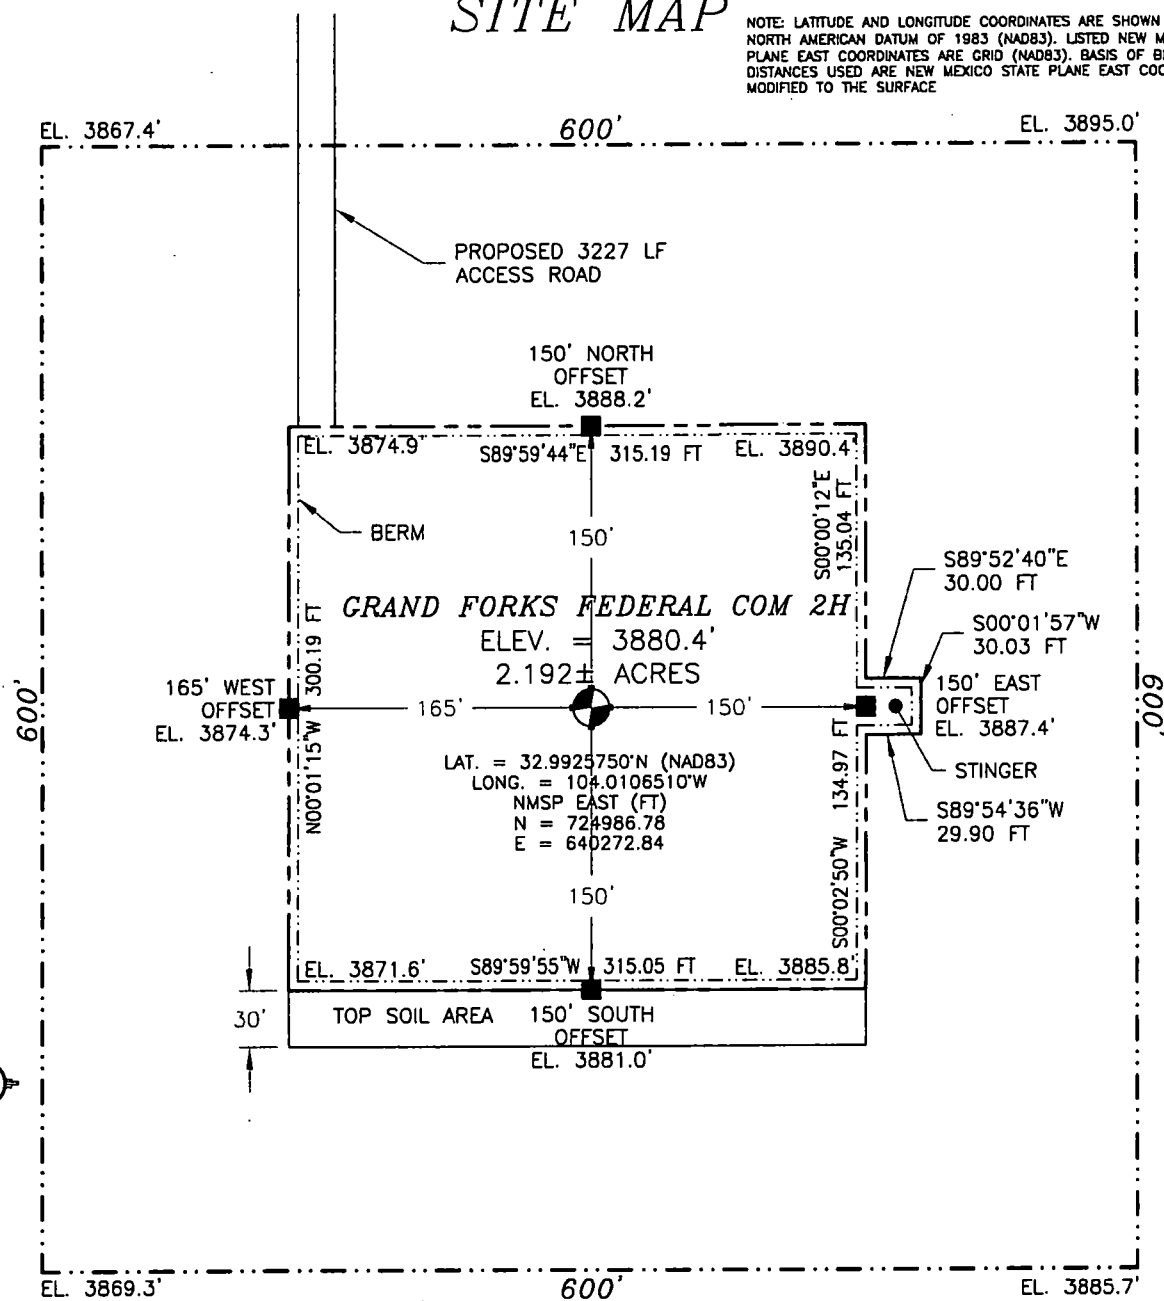 SITE MAP
NOTE: LATITUDE AND LONGITUDE COORDINATES ARE SHOWN
NORTH AMERICAN DATUM OF 1983 (NAD83). LISTED NEW M
PLANE EAST COORDINATES ARE GRID (NAD83). BASIS OF B
DISTANCES USED ARE NEW MEXICO STATE PLANE EAST COO
MODIFIED TO THE SURFACE
EL. 3867.4'
600'
EL. 3895.0'
PROPOSED 3227 LF
ACCESS ROAD
150' NORTH
OFFSET
EL. 3888.2'
EL. 3874.9'
S89°59'44"E
315.19 FT
EL. 3890.4'
S00°00'12"E
135.04 FT
BERM
150'
S89°52'40"E
30.00 FT
GRAND FORKS FEDERAL COM 2H
ELEV. = 3880.4'
2.192± ACRES
S00°01'57"W
30.03 FT
N00°01'15"W 300.19 FT
600'
165' WEST
OFFSET
EL. 3874.3'
165'
150'
150' EAST
OFFSET
EL. 3887.4'
600'
STINGER
LAT. = 32.9925750°N (NAD83)
LONG. = 104.0106510°W
NMSP EAST (FT)
N = 724986.78
E = 640272.84
S89°54'36"W
29.90 FT
S00°02'50"W 134.97 FT
150'
EL. 3871.6'
S89°59'55"W
315.05 FT
EL. 3885.8'
30'
TOP SOIL AREA
150' SOUTH
OFFSET
EL. 3881.0'
EL. 3869.3'
600'
EL. 3885.7'